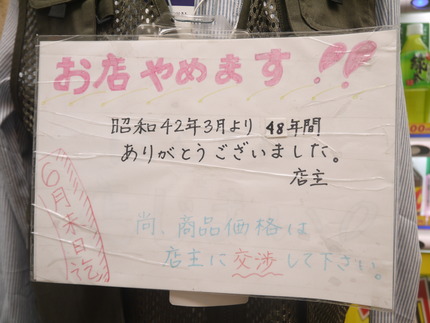 お店やめます!!
昭和42年3月より 48年間
ありがとうございました。
店主
6月末日迄
尚、商品価格は
店主に交渉して下さい。